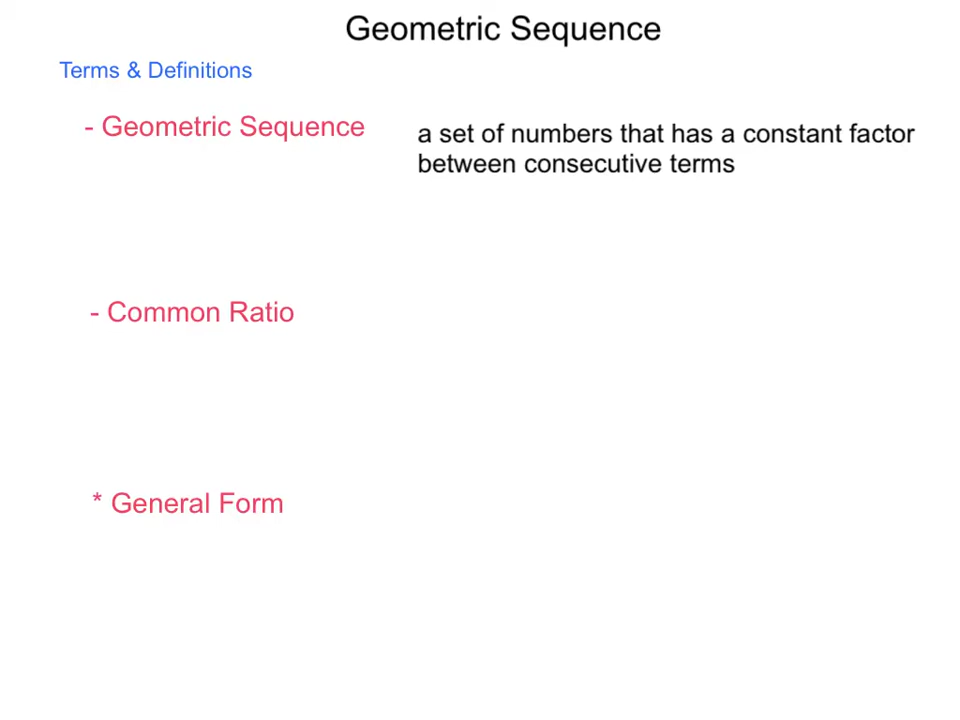 Geometric Sequence
Terms & Definitions
- Geometric Sequence
a set of numbers that has a constant factor
between consecutive terms
- Common Ratio
* General Form